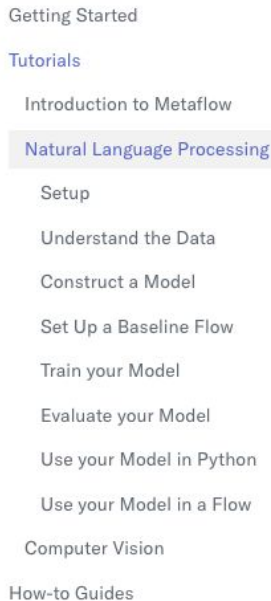 Getting Started
Tutorials
Introduction to Metaflow
Natural Language Processing
Setup
Understand the Data
Construct a Model
Set Up a Baseline Flow
Train your Model
Evaluate your Model
Use your Model in Python
Use your Model in a Flow
Computer Vision
How-to Guides